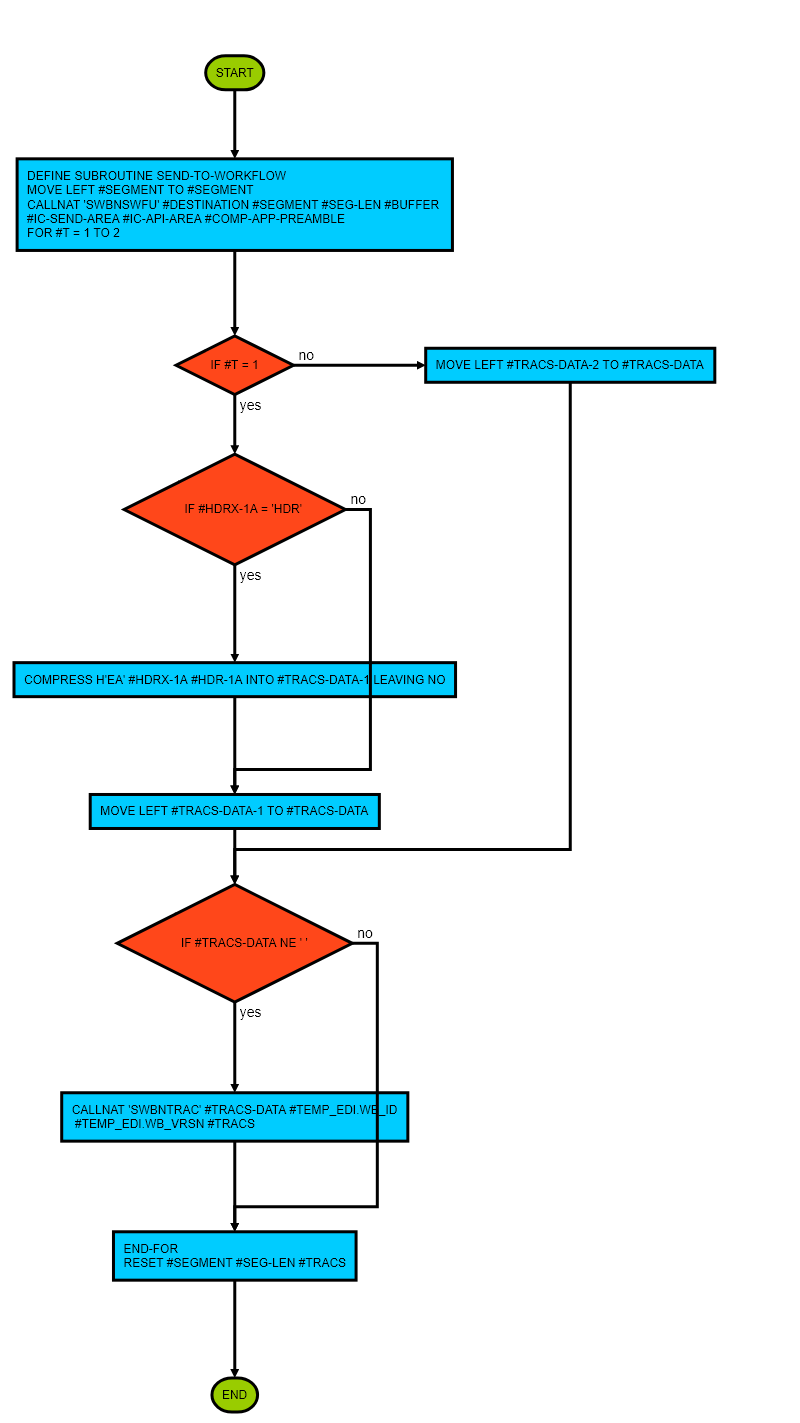 START
DEFINE SUBROUTINE SEND-TO-WORKFLOW
MOVE LEFT #SEGMENT TO #SEGMENT
CALLNAT 'SWBNSWFU' #DESTINATION #SEGMENT #SEG-LEN #BUFFER
#IC-SEND-AREA #IC-API-AREA #COMP-APP-PREAMBLE
FOR #T = 1 TO 2
IF #T = 1
no
MOVE LEFT #TRACS-DATA-2 TO #TRACS-DATA
yes
IF #HDRX-1A = 'HDR'
no
yes
COMPRESS H'EA' #HDRX-1A #HDR-1A INTO #TRACS-DATA-1 LEAVING NO
MOVE LEFT #TRACS-DATA-1 TO #TRACS-DATA
IF #TRACS-DATA NE ' '
no
yes
CALLNAT 'SWBNTRAC' #TRACS-DATA #TEMP_EDI.WB_ID
#TEMP_EDI.WB_VRSN #TRACS
END-FOR
RESET #SEGMENT #SEG-LEN #TRACS
END